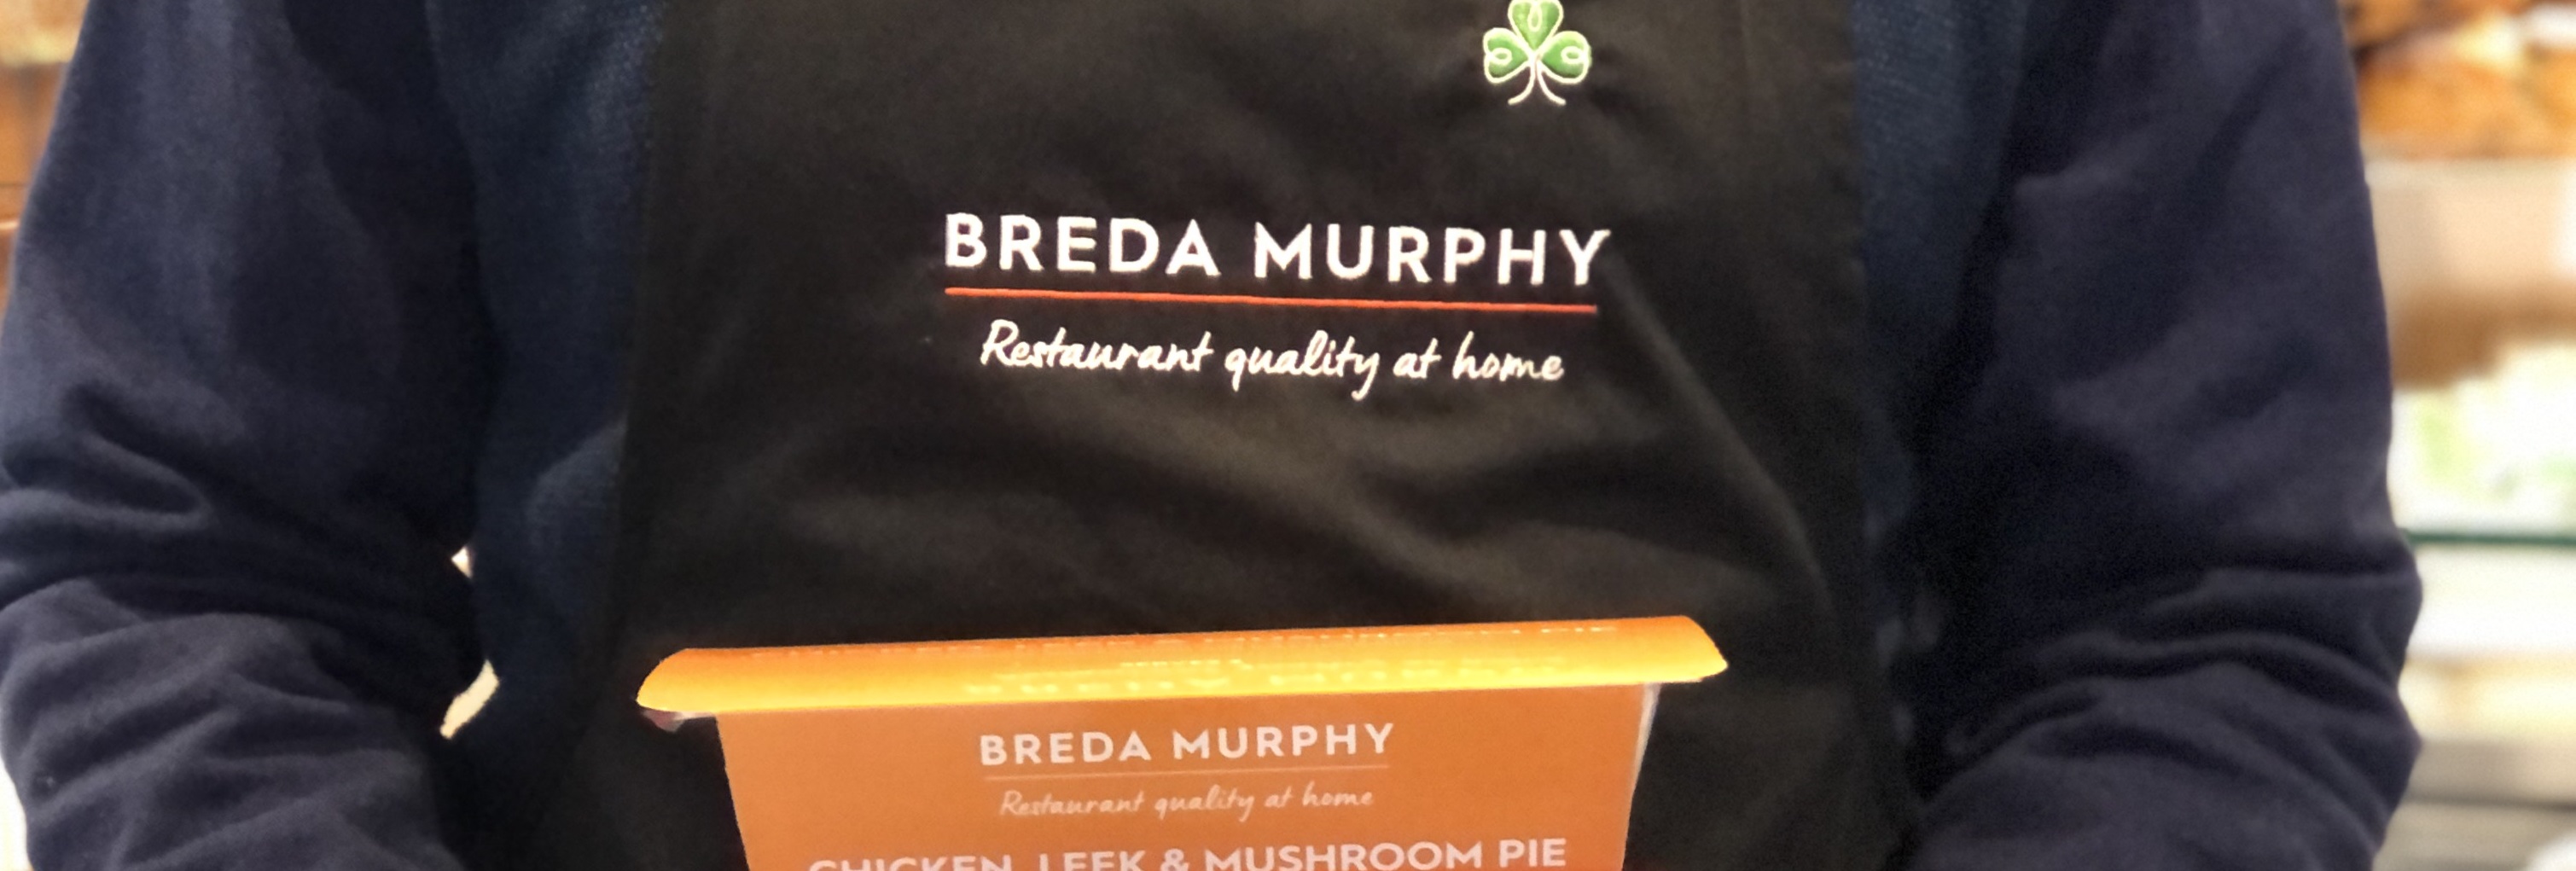 BREDA MURPHY
Restaurant quality at home
BREDA MURPHY
Restaurant quality at home
CHICKEN, LEEK & MUSHROOM PIE